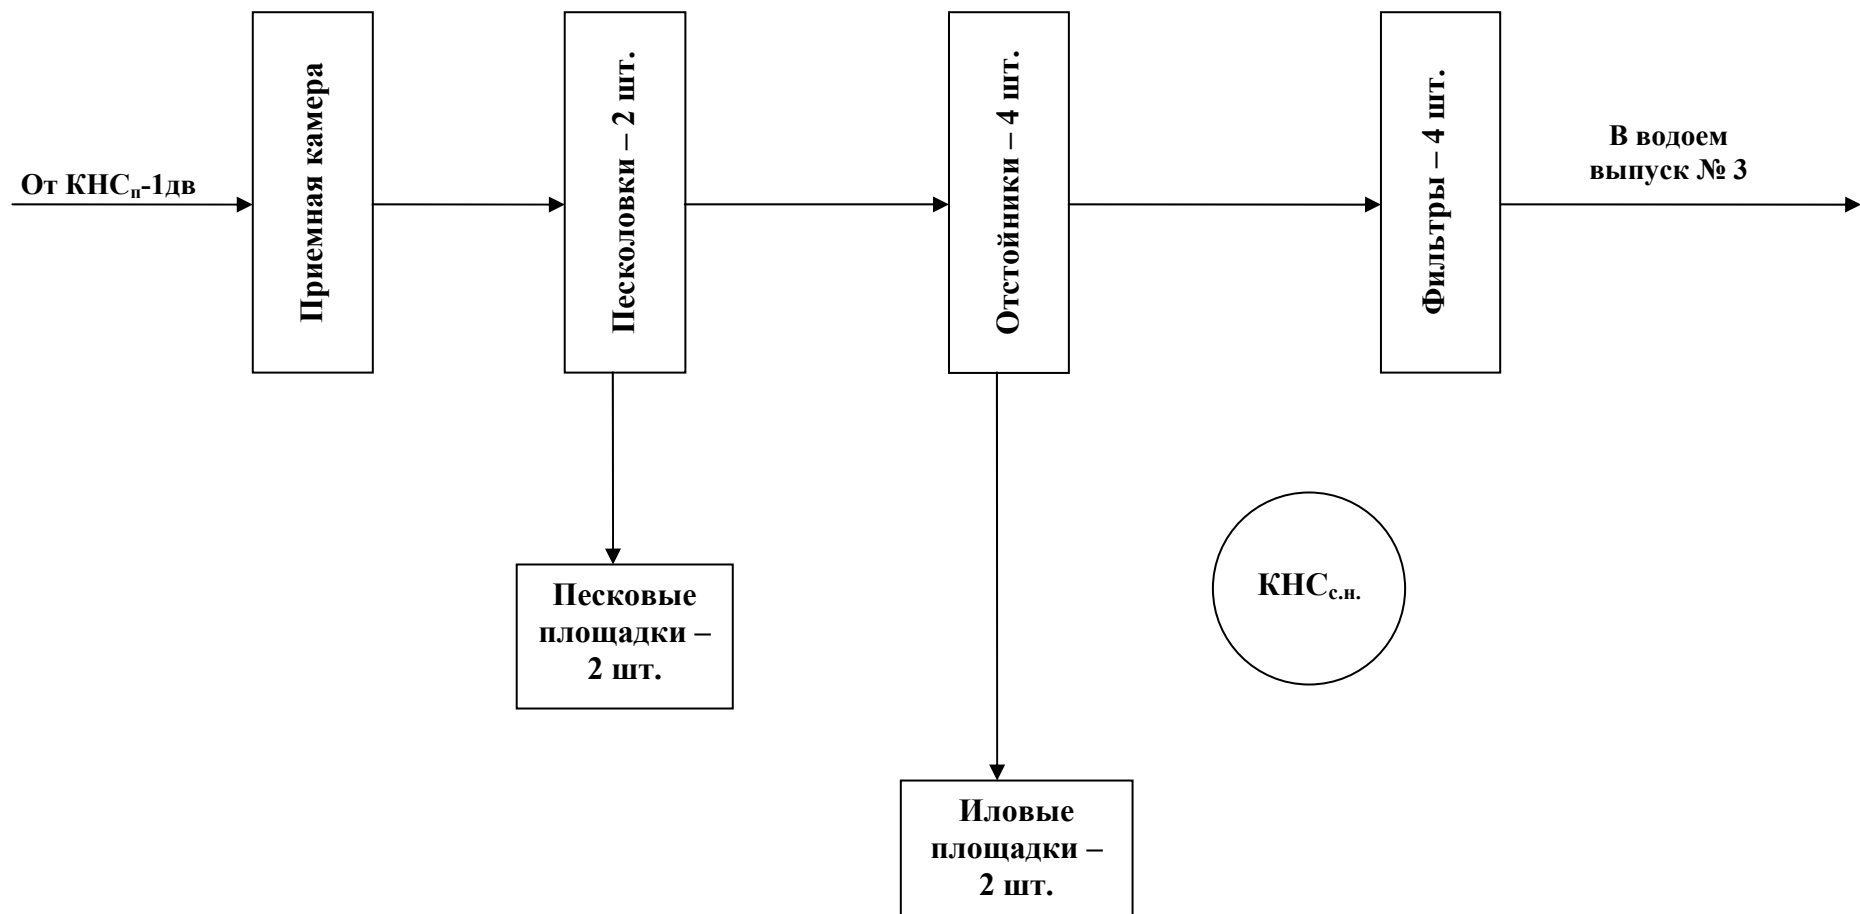 От КНСп-1дв
Приемная камера
Песколовки – 2 шт.
Отстойники – 4 шт.
Фильтры – 4 шт.
В водоем
выпуск № 3
Песковые
площадки –
2 шт.
КНСс.н.
Иловые
площадки –
2 шт.